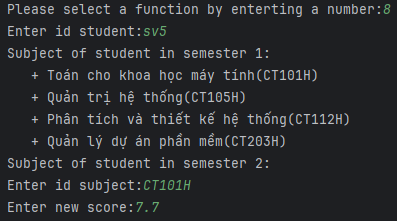 Please select a function by enterting a number:8
Enter id student:sv5
Subject of student in semester 1:
+ Toán cho khoa học máy tính(CT101H)
+ Quản trị hệ thống(CT105H)
+ Phân tích và thiết kế hệ thống(CT112H)
+ Quản lý dự án phần mềm(CT203H)
Subject of student in semester 2:
Enter id subject:CT101H
Enter new score:7.7